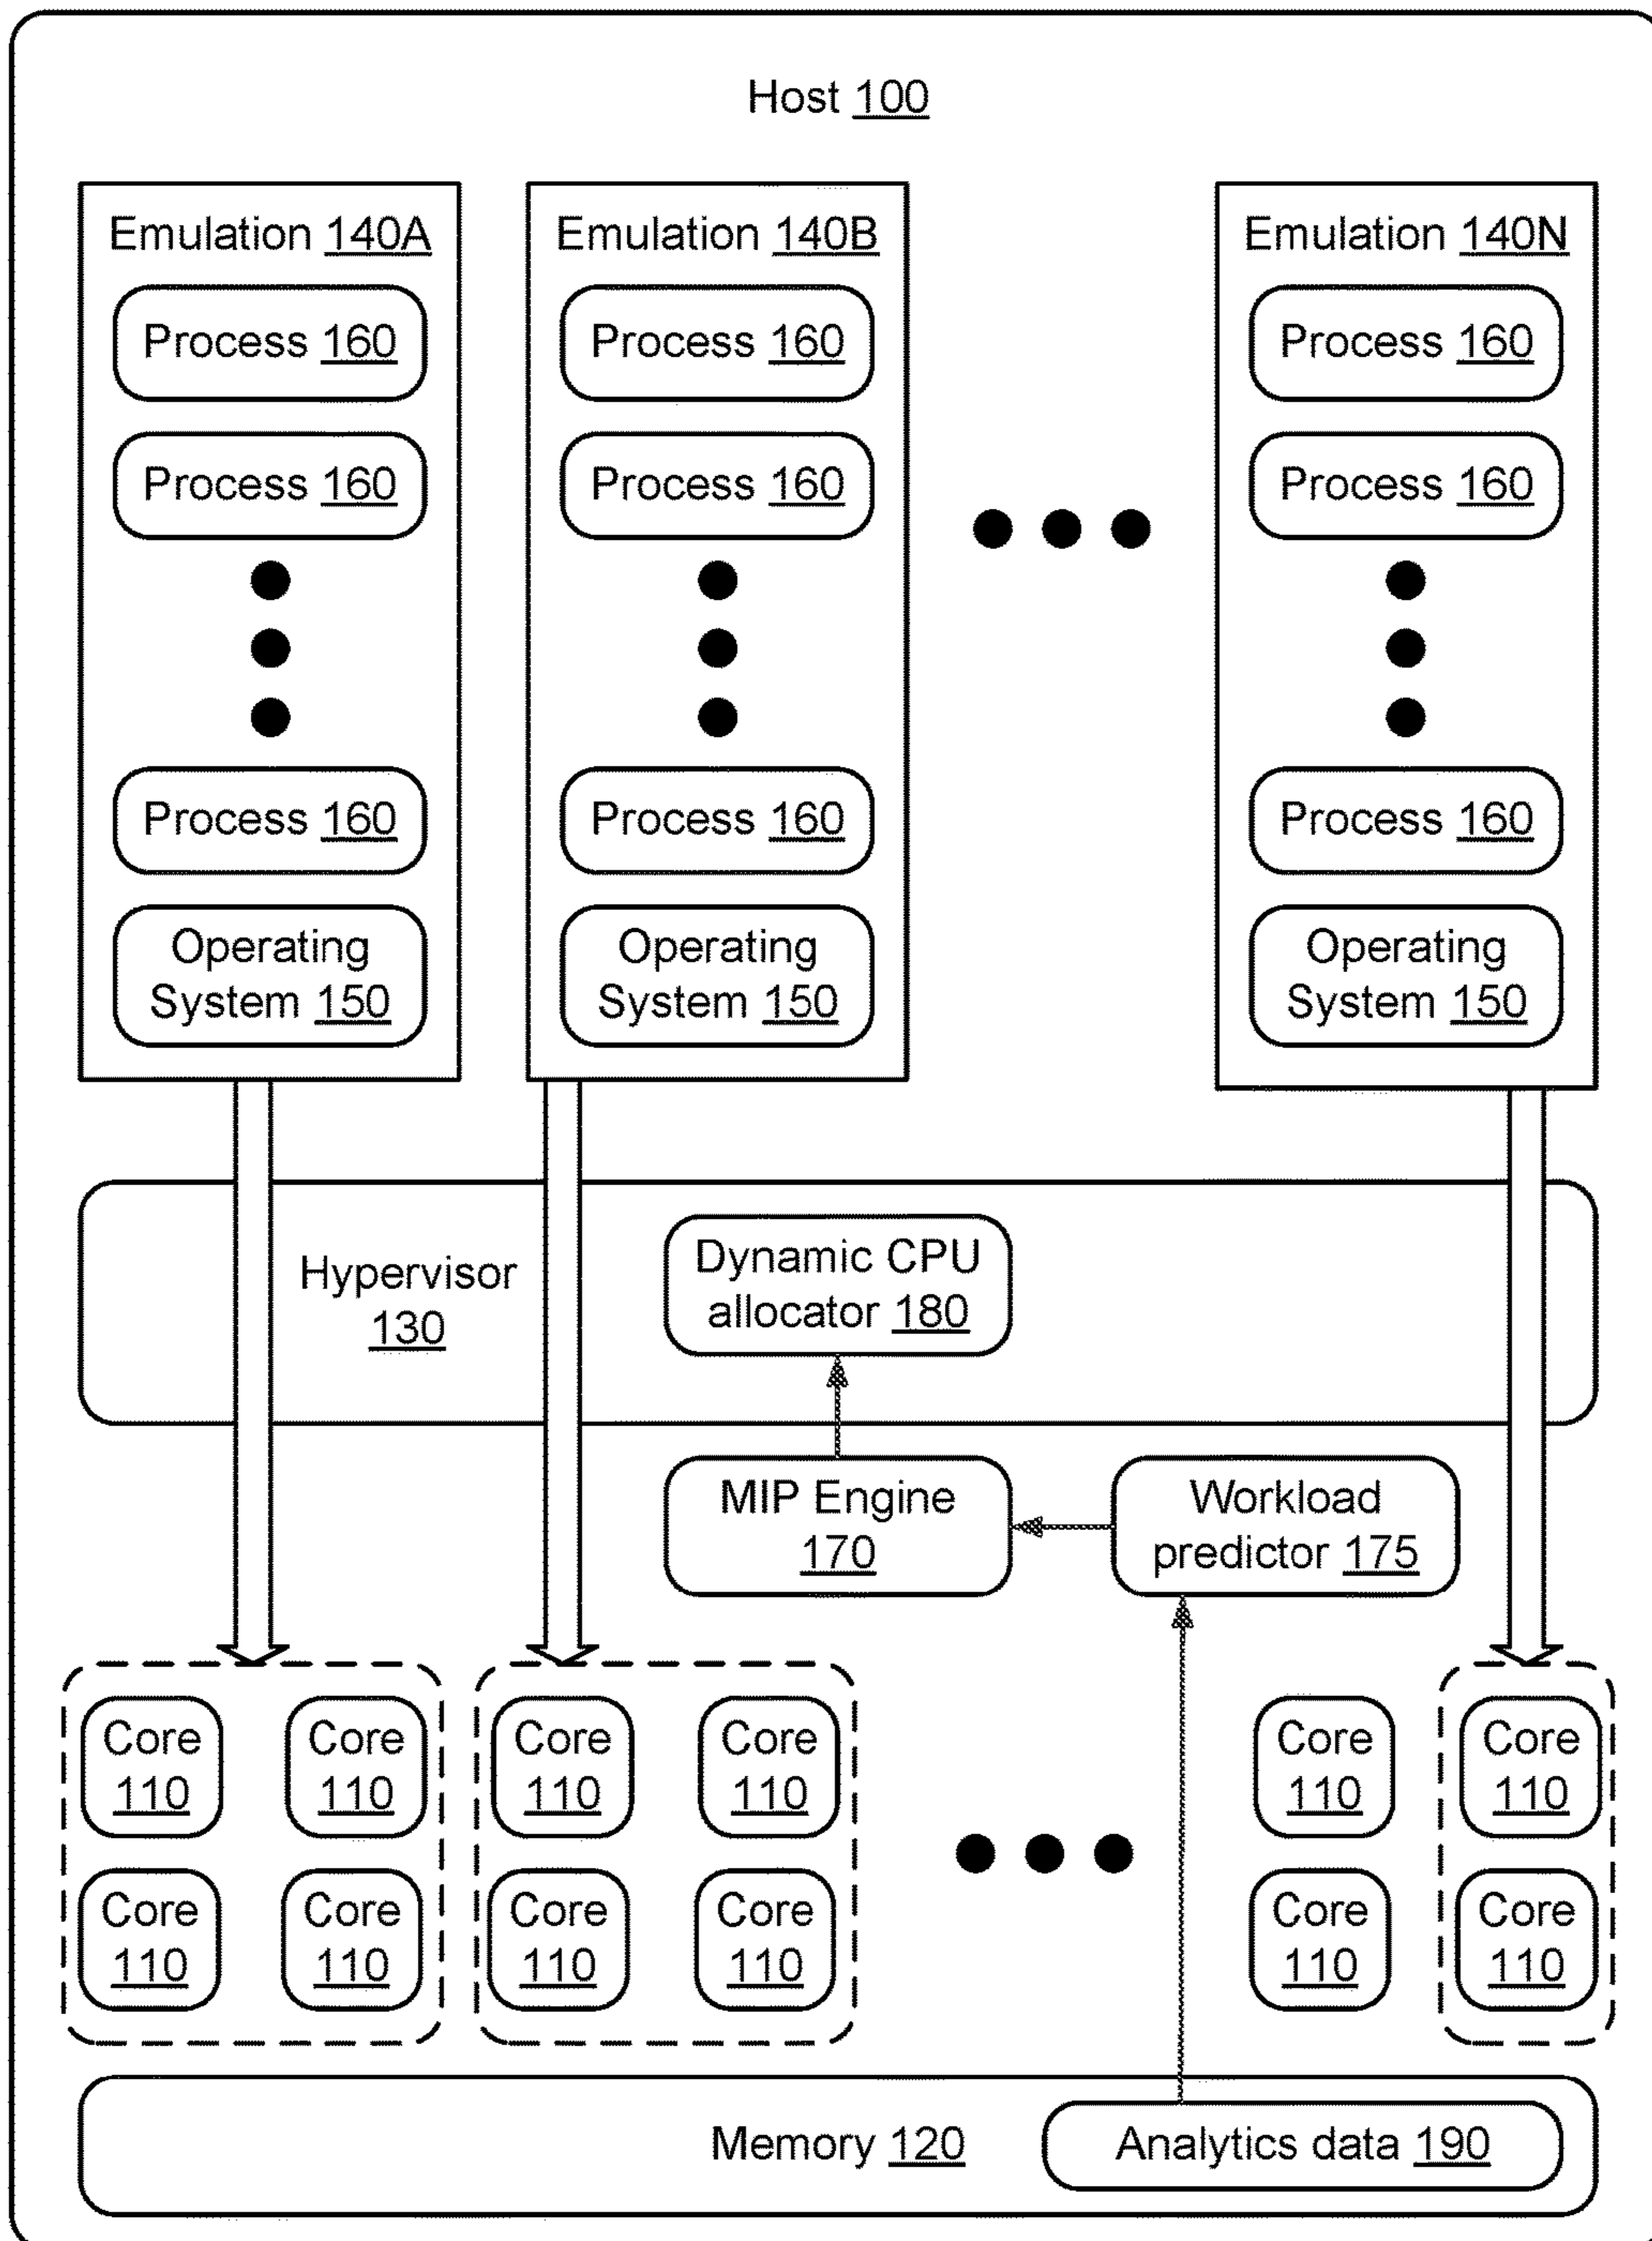 Host 100
Emulation 140A
Process 160
Process 160
Process 160
Operating
System 150
Emulation 140B
Process 160
Process 160
Process 160
Operating
System 150
Emulation 140N
Process 160
Process 160
Process 160
Operating
System 150
Hypervisor
130
Dynamic CPU
allocator 180
MIP Engine
170
Workload
predictor 175
Core
110
Core
110
Core
110
Core
110
Core
110
Core
110
Core
110
Core
110
Core
110
Core
110
Core
110
Core
110
Memory 120
Analytics data 190